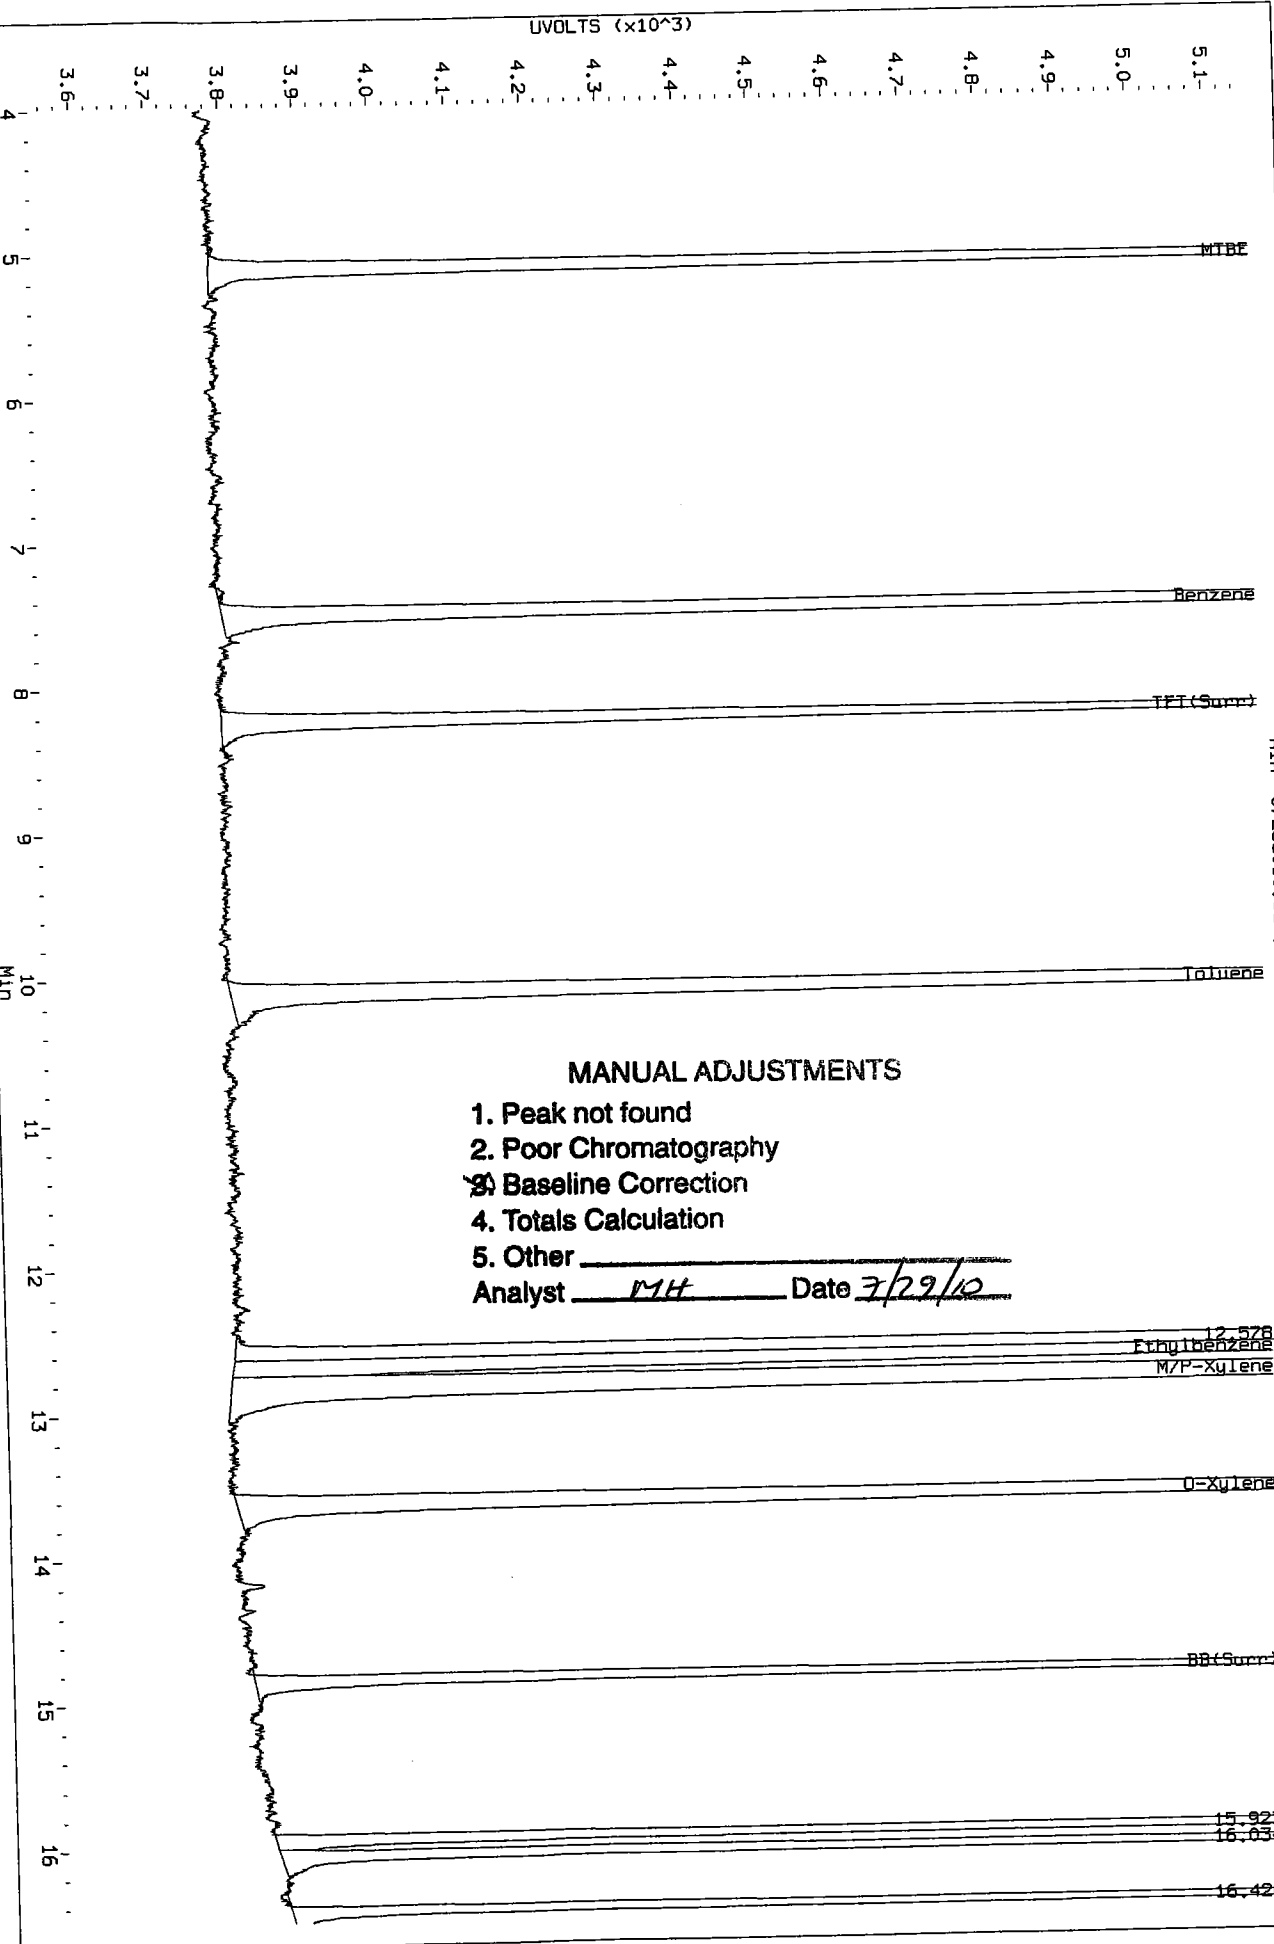 UVOLTS (x10^3)
3.6
3.7
3.8
3.9
4.0
4.1
4.2
4.3
4.4
4.5
4.6
4.7
4.8
4.9
5.0
5.1
4
5
6
7
8
9
10
11
12
13
14
15
16
Min
MTBE
Benzene
TFT(Surr)
Toluene
12.578
Ethylbenzene
M/P-Xylene
O-Xylene
BB(Surr)
15.92
16.03
16.42
MANUAL ADJUSTMENTS
1. Peak not found
2. Poor Chromatography
3. Baseline Correction
4. Totals Calculation
5. Other
Analyst MH Date 7/29/10